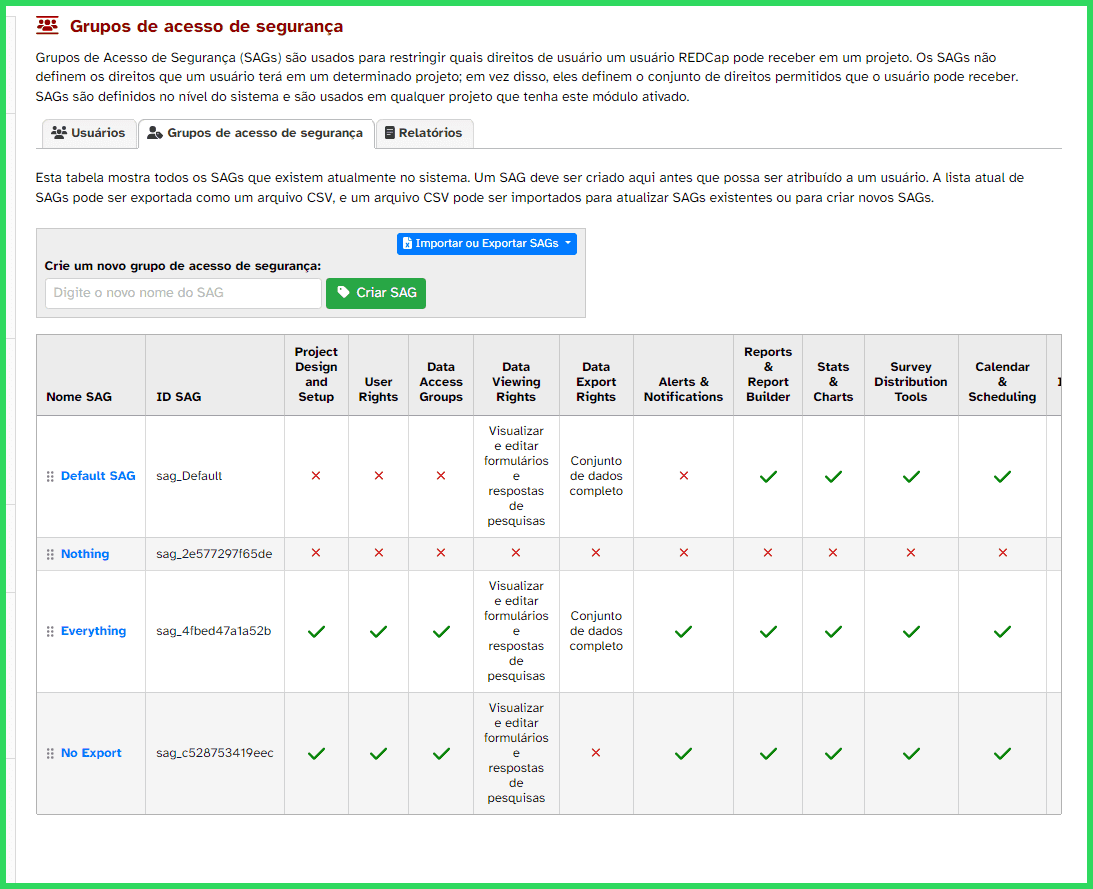 Grupos de acesso de segurança
Grupos de Acesso de Segurança (SAGs) são usados para restringir quais direitos de usuário um usuário REDCap pode receber em um projeto. Os SAGs não
definem os direitos que um usuário terá em um determinado projeto; em vez disso, eles definem o conjunto de direitos permitidos que o usuário pode receber.
SAGs são definidos no nível do sistema e são usados em qualquer projeto que tenha este módulo ativado.
Usuários
Grupos de acesso de segurança
Relatórios
Esta tabela mostra todos os SAGs que existem atualmente no sistema. Um SAG deve ser criado aqui antes que possa ser atribuído a um usuário. A lista atual de
SAGs pode ser exportada como um arquivo CSV, e um arquivo CSV pode ser importados para atualizar SAGs existentes ou para criar novos SAGs.
Importar ou Exportar SAGs
Crie um novo grupo de acesso de segurança:
Digite o novo nome do SAG
Criar SAG
Nome SAG
ID SAG
Project
Design
and
Setup
User
Rights
Data
Access
Groups
Data
Viewing
Rights
Data
Export
Rights
Alerts &
Notifications
Reports
&
Report
Builder
Stats
&
Charts
Survey
Distribution
Tools
Calendar
&
Scheduling
Default SAG
sag_Default
Visualizar
e editar
formulários
e
respostas
de
pesquisas
Conjunto
de dados
completo
Nothing
sag_2e577297f65de
Everything
sag_4fbed47a1a52b
Visualizar
e editar
formulários
e
respostas
de
pesquisas
Conjunto
de dados
completo
No Export
sag_c528753419eec
Visualizar
e editar
formulários
e
respostas
de
pesquisas